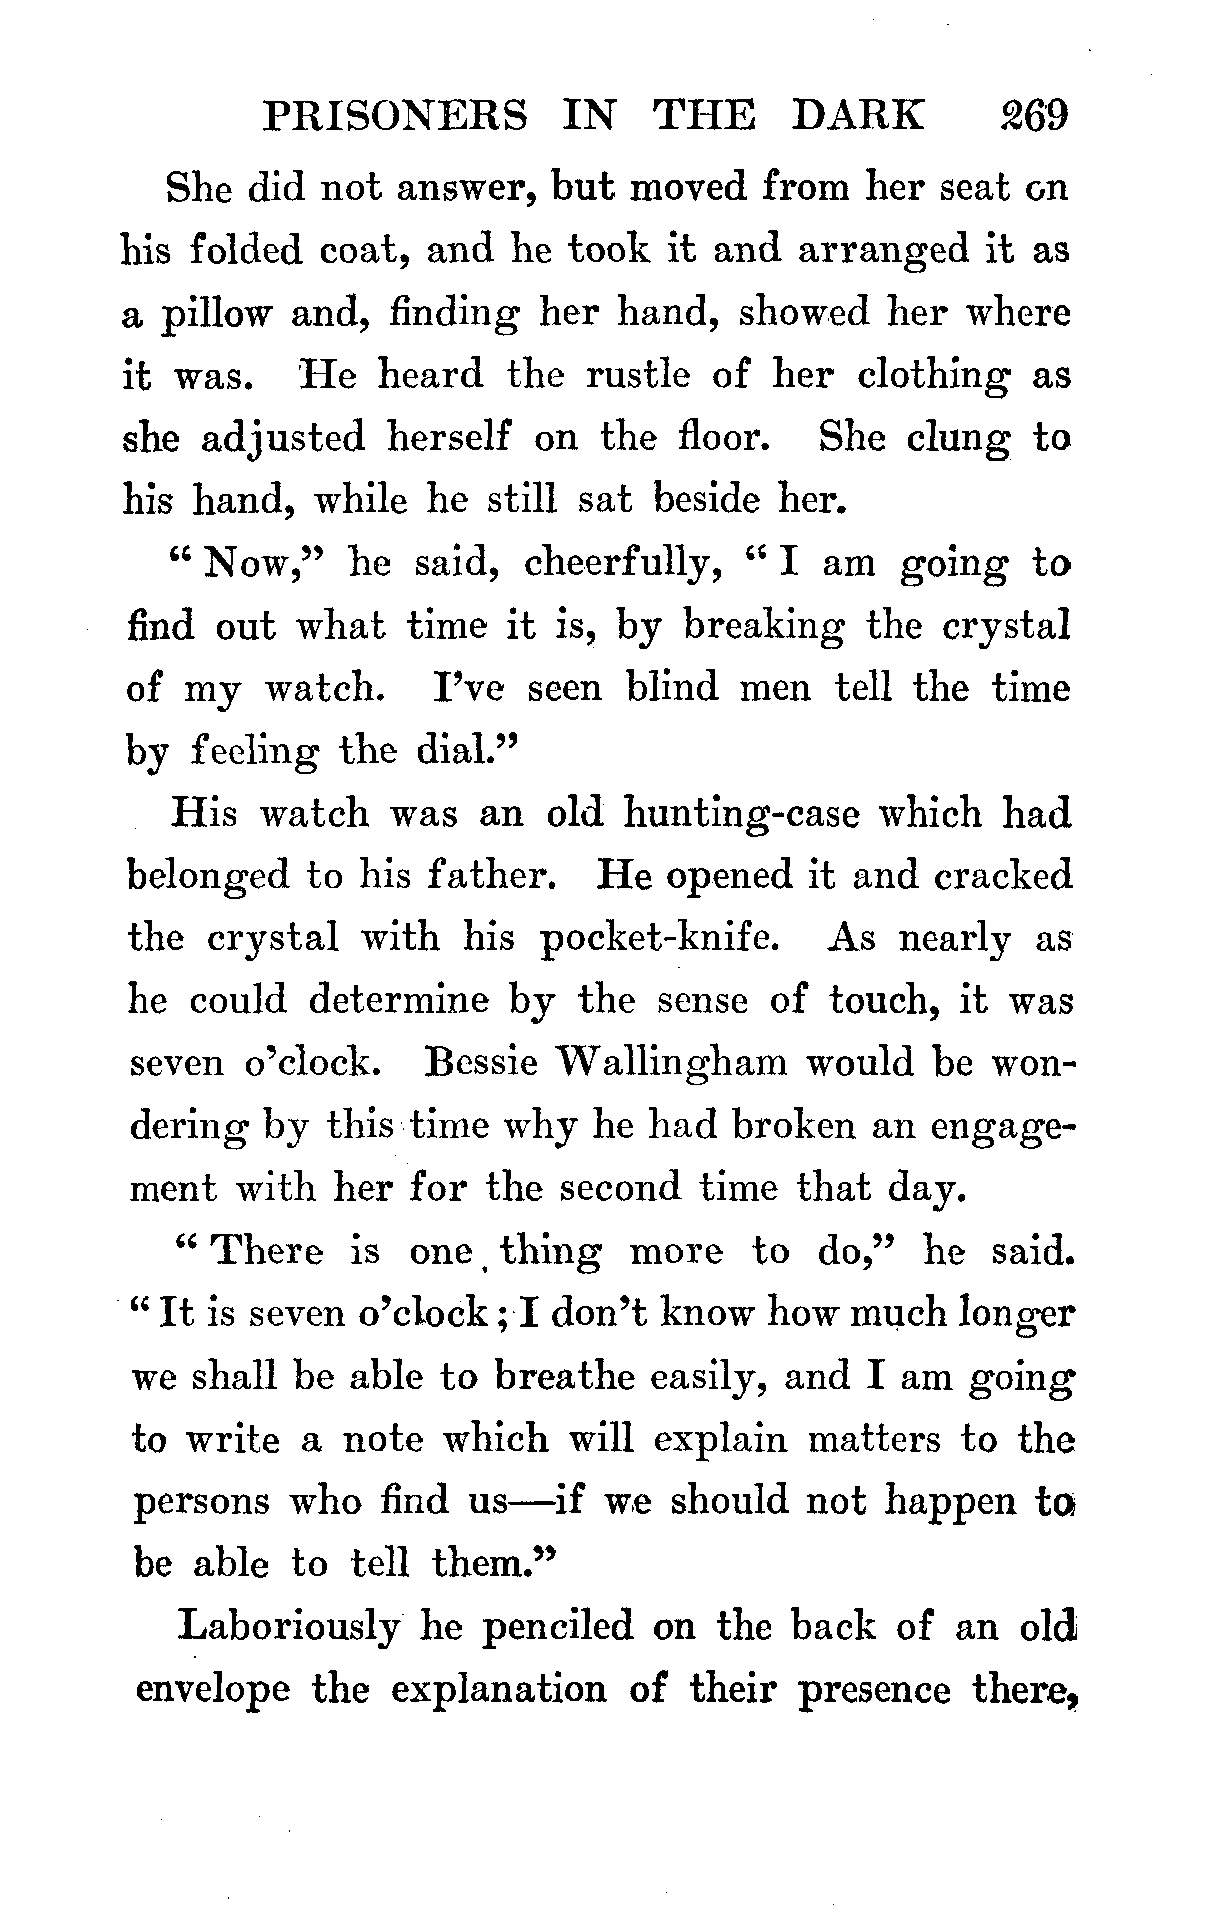 PRISONERS IN THE DARK 269
She did not answer, but moved from her seat on
his folded coat, and he took it and arranged it as
a pillow and, finding her hand, showed her where
it was. He heard the rustle of her clothing as
she adjusted herself on the floor. She clung to
his hand, while he still sat beside her.
“ Now,” he said, cheerfully, “ I am going to
find out what time it is, by breaking the crystal
of my watch. I’ve seen blind men tell the time
by feeling the dial.”
His watch was an old hunting-case which had
belonged to his father. He opened it and cracked
the crystal with his pocket-knife. As nearly as
he could determine by the sense of touch, it was
seven o’clock. Bessie Wallingham would be won-
dering by this time why he had broken an engage-
ment with her for the second time that day.
“ There is one thing more to do,” he said.
“ It is seven o’clock ; I don’t know how much longer
we shall be able to breathe easily, and I am going
to write a note which will explain matters to the
persons who find us—if we should not happen to
be able to tell them.”
Laboriously he penciled on the back of an old
envelope the explanation of their presence there,